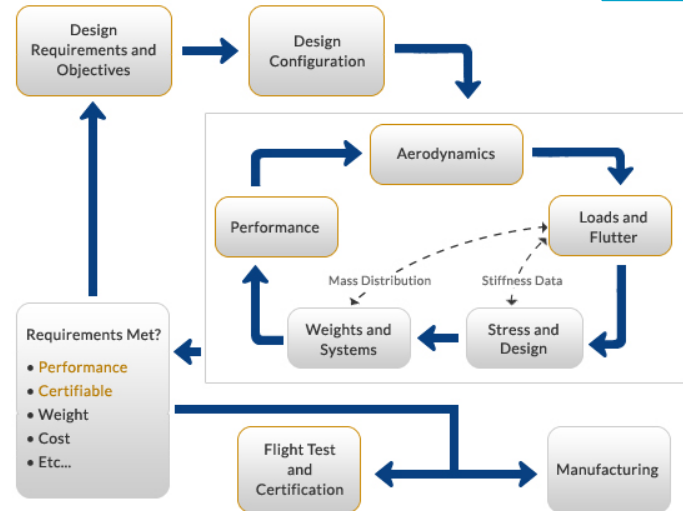 Design
Requirements and
Objectives
Design
Configuration
Aerodynamics
Performance
Loads and
Flutter
Mass Distribution
Stiffness Data
Weights and
Systems
Stress and
Design
Requirements Met?
• Performance
• Certifiable
• Weight
• Cost
• Etc...
Flight Test
and
Certification
Manufacturing